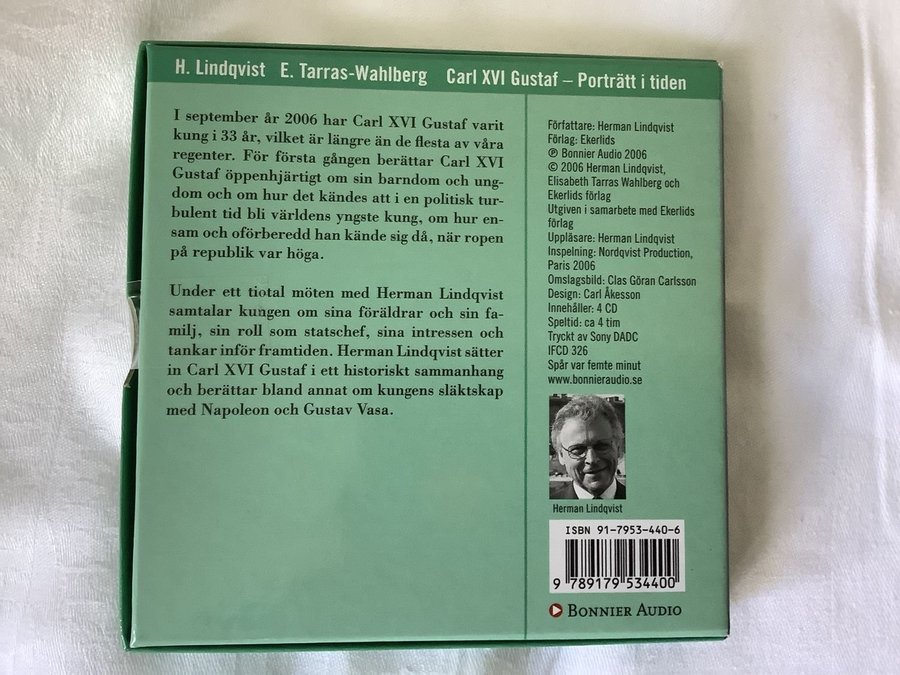 H. Lindqvist E. Tarras-Wahlberg Carl XVI Gustaf – Porträtt i tiden
I september år 2006 har Carl XVI Gustaf varit
kung i 33 år, vilket är längre än de flesta av våra
regenter. För första gången berättar Carl XVI
Gustaf öppenhjärtigt om sin barndom och ung-
dom och om hur det kändes att i en politisk tur-
bulent tid bli världens yngste kung, om hur en-
sam och oförberedd han kände sig då, när ropen
på republik var höga.
Under ett tiotal möten med Herman Lindqvist
samtalar kungen om sina föräldrar och sin fa-
milj, sin roll som statschef, sina intressen och
tankar inför framtiden. Herman Lindqvist sätter
in Carl XVI Gustaf i ett historiskt sammanhang
och berättar bland annat om kungens släktskap
med Napoleon och Gustav Vasa.
Författare: Herman Lindqvist
Förlag: Ekerlids
℗ Bonnier Audio 2006
© 2006 Herman Lindqvist,
Elisabeth Tarras Wahlberg och
Ekerlids förlag
Utgiven i samarbete med Ekerlids
förlag
Uppläsare: Herman Lindqvist
Inspelning: Nordqvist Production,
Paris 2006
Omslagsbild: Clas Göran Carlsson
Design: Carl Åkesson
Innehåller: 4 CD
Speltid: ca 4 tim
Tryckt av Sony DADC
IFCD 326
Spår var femte minut
www.bonnieraudio.se
Herman Lindqvist
ISBN 91-7953-440-6
9 789179 534400
BONNIER AUDIO